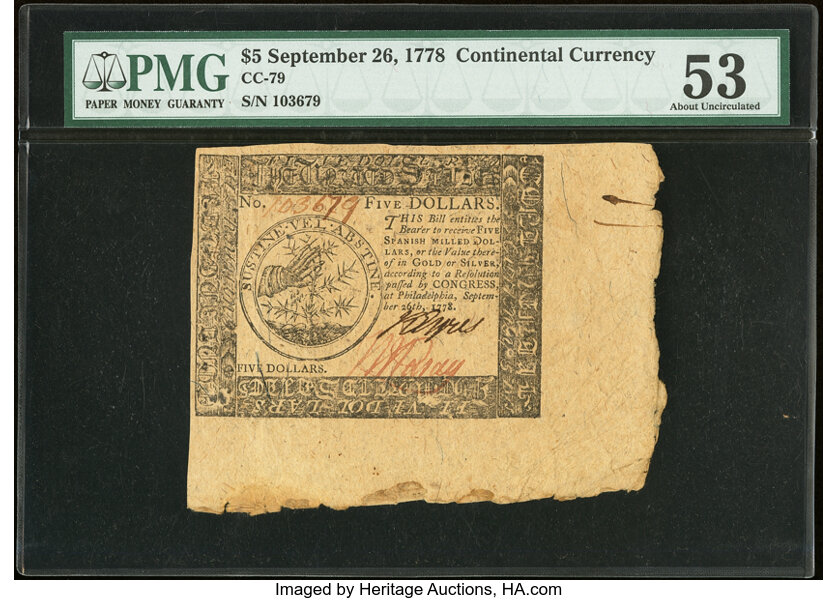 PMG
PAPER MONEY GUARANTY
$5 September 26, 1778 Continental Currency
CC-79
S/N 103679
53
About Uncirculated
No. 103679 FIVE DOLLARS.
THIS Bill entitles the
Bearer to receive FIVE
SPANISH MILLED DOL-
LARS, or the Value there-
of in GOLD or SILVER,
according to a Resolution
passed by CONGRESS,
at Philadelphia, Septem-
ber 26th, 1778.
SUSTINE·VEL·ABSTINE.
FIVE DOLLARS.
Imaged by Heritage Auctions, HA.com